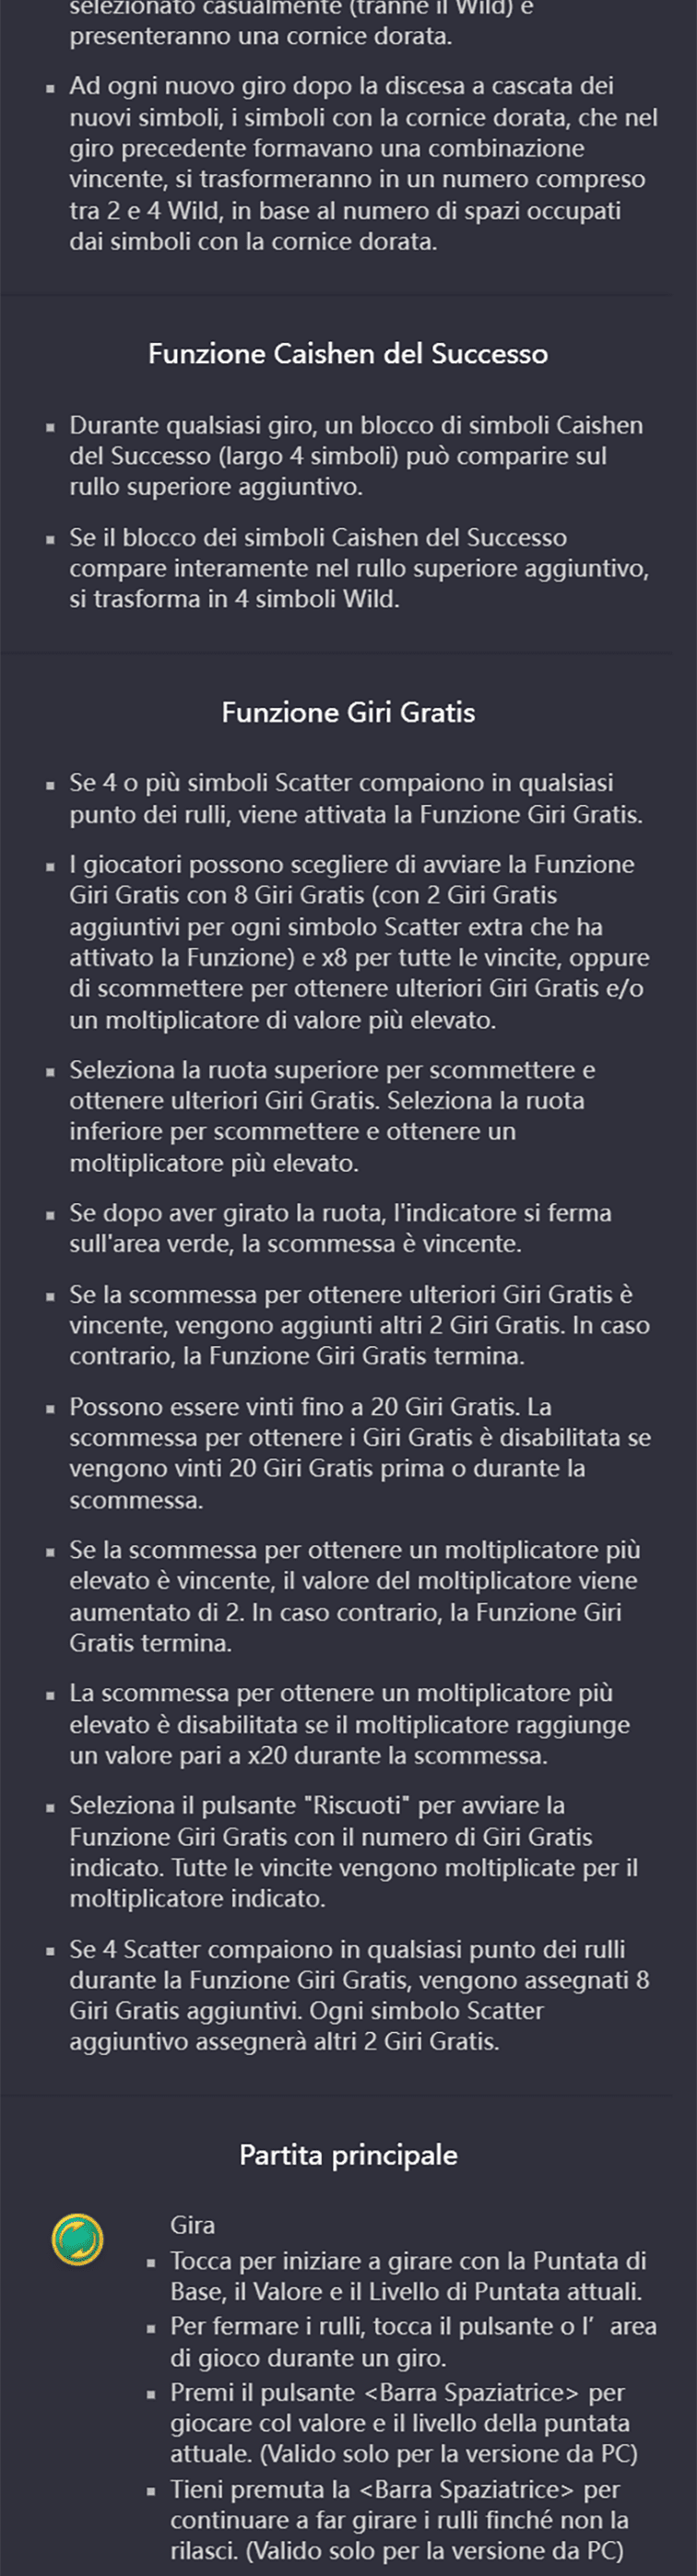 selezionato casualmente (tranne il Wild) e
presenteranno una cornice dorata.
▪ Ad ogni nuovo giro dopo la discesa a cascata dei
nuovi simboli, i simboli con la cornice dorata, che nel
giro precedente formavano una combinazione
vincente, si trasformeranno in un numero compreso
tra 2 e 4 Wild, in base al numero di spazi occupati
dai simboli con la cornice dorata.
Funzione Caishen del Successo
▪ Durante qualsiasi giro, un blocco di simboli Caishen
del Successo (largo 4 simboli) può comparire sul
rullo superiore aggiuntivo.
▪ Se il blocco dei simboli Caishen del Successo
compare interamente nel rullo superiore aggiuntivo,
si trasforma in 4 simboli Wild.
Funzione Giri Gratis
▪ Se 4 o più simboli Scatter compaiono in qualsiasi
punto dei rulli, viene attivata la Funzione Giri Gratis.
▪ I giocatori possono scegliere di avviare la Funzione
Giri Gratis con 8 Giri Gratis (con 2 Giri Gratis
aggiuntivi per ogni simbolo Scatter extra che ha
attivato la Funzione) e x8 per tutte le vincite, oppure
di scommettere per ottenere ulteriori Giri Gratis e/o
un moltiplicatore di valore più elevato.
▪ Seleziona la ruota superiore per scommettere e
ottenere ulteriori Giri Gratis. Seleziona la ruota
inferiore per scommettere e ottenere un
moltiplicatore più elevato.
▪ Se dopo aver girato la ruota, l'indicatore si ferma
sull'area verde, la scommessa è vincente.
▪ Se la scommessa per ottenere ulteriori Giri Gratis è
vincente, vengono aggiunti altri 2 Giri Gratis. In caso
contrario, la Funzione Giri Gratis termina.
▪ Possono essere vinti fino a 20 Giri Gratis. La
scommessa per ottenere i Giri Gratis è disabilitata se
vengono vinti 20 Giri Gratis prima o durante la
scommessa.
▪ Se la scommessa per ottenere un moltiplicatore più
elevato è vincente, il valore del moltiplicatore viene
aumentato di 2. In caso contrario, la Funzione Giri
Gratis termina.
▪ La scommessa per ottenere un moltiplicatore più
elevato è disabilitata se il moltiplicatore raggiunge
un valore pari a x20 durante la scommessa.
▪ Seleziona il pulsante "Riscuoti" per avviare la
Funzione Giri Gratis con il numero di Giri Gratis
indicato. Tutte le vincite vengono moltiplicate per il
moltiplicatore indicato.
▪ Se 4 Scatter compaiono in qualsiasi punto dei rulli
durante la Funzione Giri Gratis, vengono assegnati 8
Giri Gratis aggiuntivi. Ogni simbolo Scatter
aggiuntivo assegnerà altri 2 Giri Gratis.
Partita principale
Gira
▪ Tocca per iniziare a girare con la Puntata di
Base, il Valore e il Livello di Puntata attuali.
▪ Per fermare i rulli, tocca il pulsante o l’ area
di gioco durante un giro.
▪ Premi il pulsante <Barra Spaziatrice> per
giocare col valore e il livello della puntata
attuale. (Valido solo per la versione da PC)
▪ Tieni premuta la <Barra Spaziatrice> per
continuare a far girare i rulli finché non la
rilasci. (Valido solo per la versione da PC)